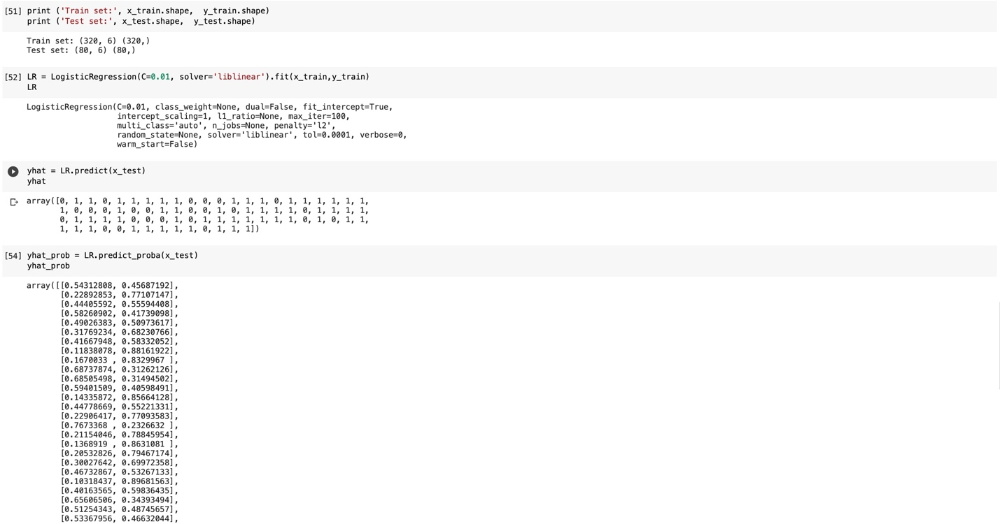 [51] print ('Train set:', x_train.shape,  y_train.shape)
print ('Test set:', x_test.shape,  y_test.shape)
Train set: (320, 6) (320,)
Test set: (80, 6) (80,)
[52] LR = LogisticRegression(C=0.01, solver='liblinear').fit(x_train,y_train)
LR
LogisticRegression(C=0.01, class_weight=None, dual=False, fit_intercept=True,
intercept_scaling=1, l1_ratio=None, max_iter=100,
multi_class='auto', n_jobs=None, penalty='l2',
random_state=None, solver='liblinear', tol=0.0001, verbose=0,
warm_start=False)
yhat = LR.predict(x_test)
yhat
array([0, 1, 1, 0, 1, 1, 1, 1, 1, 0, 0, 0, 1, 1, 1, 0, 1, 1, 1, 1, 1, 1,
1, 0, 0, 0, 1, 0, 0, 1, 1, 0, 0, 1, 0, 1, 1, 1, 1, 0, 1, 1, 1, 1,
0, 1, 1, 1, 1, 0, 0, 0, 1, 0, 1, 1, 1, 1, 1, 1, 1, 0, 1, 0, 1, 1,
1, 1, 1, 0, 0, 1, 1, 1, 1, 1, 0, 1, 1, 1])
[54] yhat_prob = LR.predict_proba(x_test)
yhat_prob
array([[0.54312808, 0.45687192],
[0.22892853, 0.77107147],
[0.44405592, 0.55594408],
[0.58260902, 0.41739098],
[0.49026383, 0.50973617],
[0.31769234, 0.68230766],
[0.41667948, 0.58332052],
[0.11838078, 0.88161922],
[0.1670033 , 0.8329967 ],
[0.68737874, 0.31262126],
[0.68505498, 0.31494502],
[0.59401509, 0.40598491],
[0.14335872, 0.85664128],
[0.44778669, 0.55221331],
[0.22906417, 0.77093583],
[0.7673368 , 0.2326632 ],
[0.21154046, 0.78845954],
[0.1368919 , 0.8631081 ],
[0.20532826, 0.79467174],
[0.30027642, 0.69972358],
[0.46732867, 0.53267133],
[0.10318437, 0.89681563],
[0.40163565, 0.59836435],
[0.65606506, 0.34393494],
[0.51254343, 0.48745657],
[0.53367956, 0.46632044],